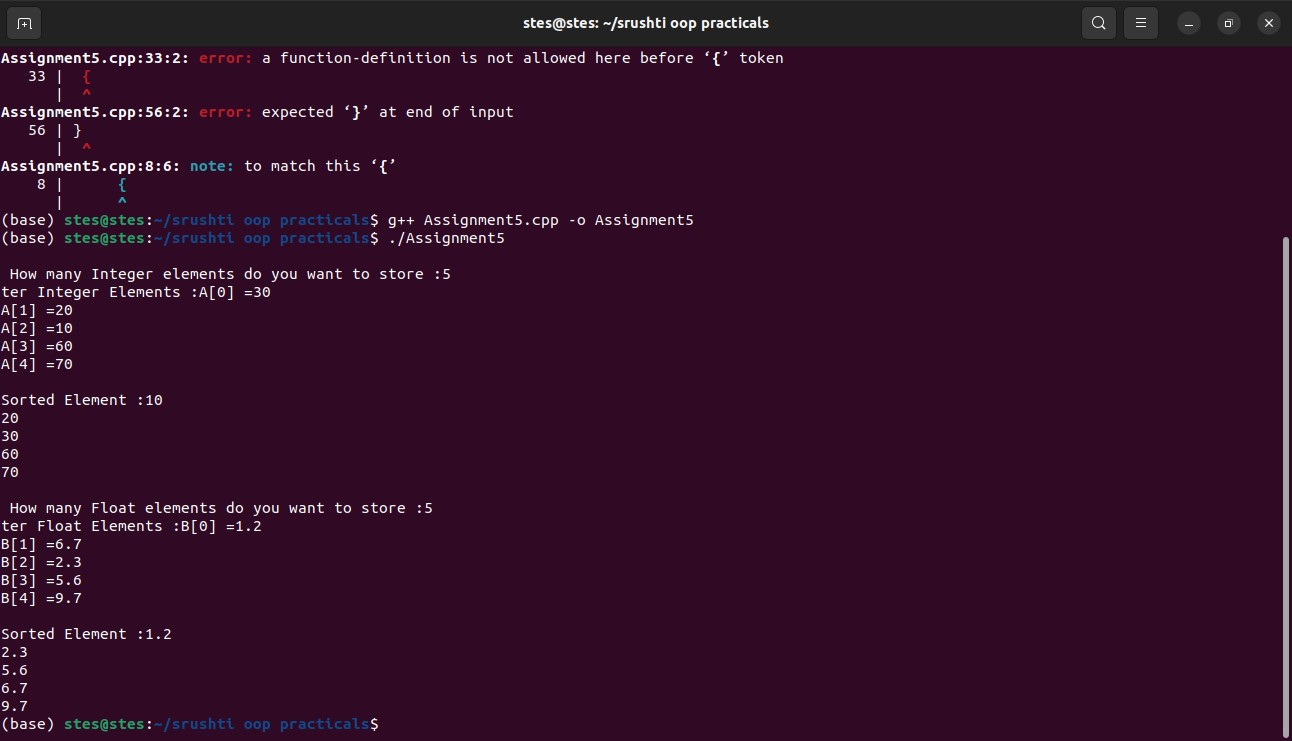 stes@stes: ~/srushti oop practicals
Assignment5.cpp:33:2: error: a function-definition is not allowed here before ‘{’ token
   33 |  {
      |  ^
Assignment5.cpp:56:2: error: expected ‘}’ at end of input
   56 | }
      |  ^
Assignment5.cpp:8:6: note: to match this ‘{’
    8 |      {
      |      ^
(base) stes@stes:~/srushti oop practicals$ g++ Assignment5.cpp -o Assignment5
(base) stes@stes:~/srushti oop practicals$ ./Assignment5
 How many Integer elements do you want to store :5
ter Integer Elements :A[0] =30
A[1] =20
A[2] =10
A[3] =60
A[4] =70
Sorted Element :10
20
30
60
70
 How many Float elements do you want to store :5
ter Float Elements :B[0] =1.2
B[1] =6.7
B[2] =2.3
B[3] =5.6
B[4] =9.7
Sorted Element :1.2
2.3
5.6
6.7
9.7
(base) stes@stes:~/srushti oop practicals$